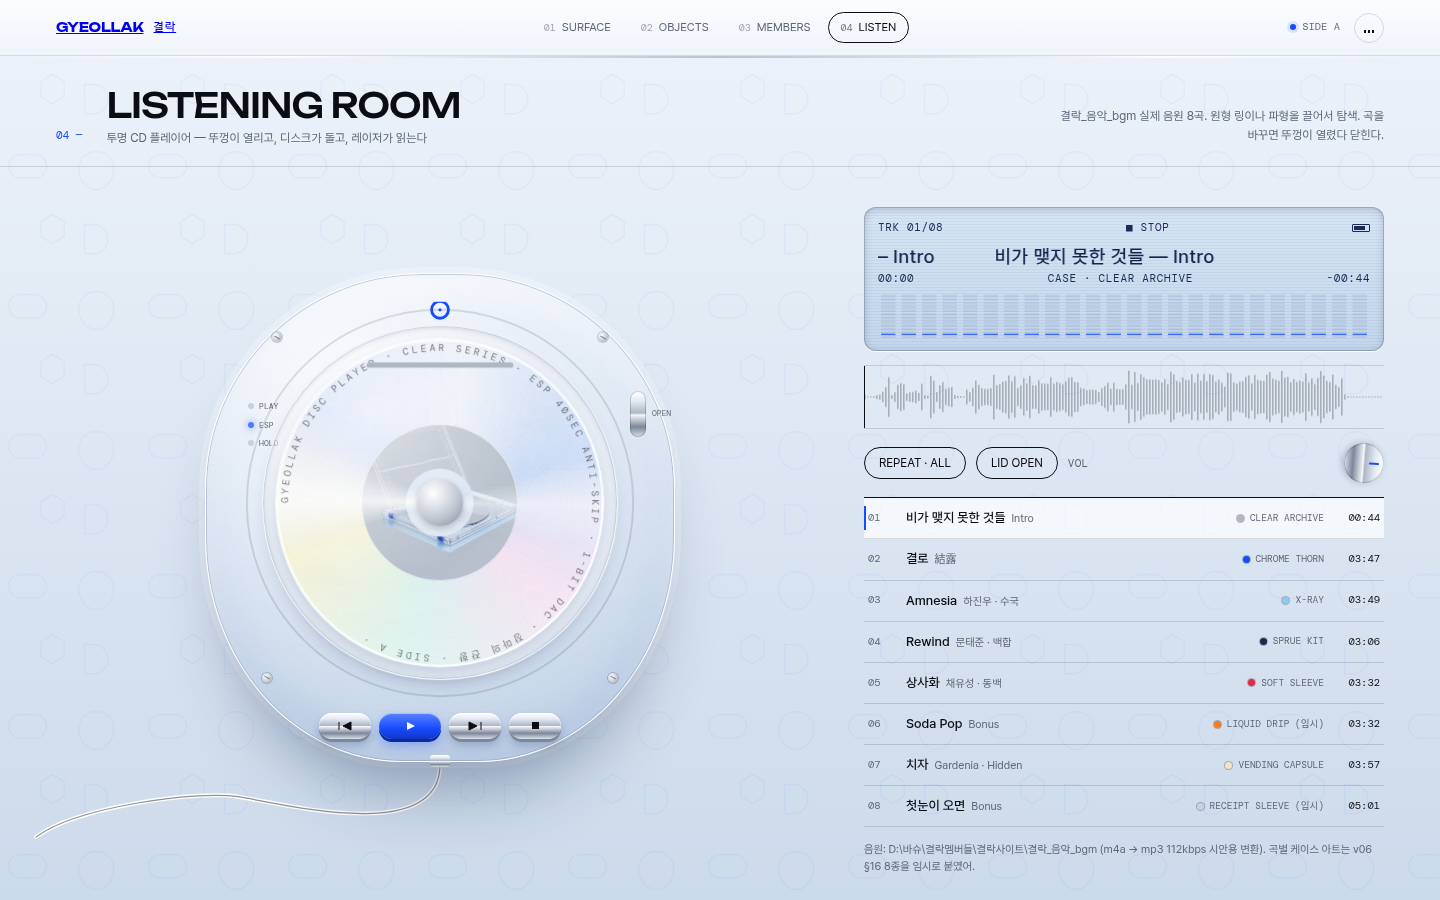 GYEOLLAK 결락
01 SURFACE 02 OBJECTS 03 MEMBERS 04 LISTEN
SIDE A ...
LISTENING ROOM
04 —
투명 CD 플레이어 — 뚜껑이 열리고, 디스크가 돌고, 레이저가 읽는다
결락_음악_bgm 실제 음원 8곡. 원형 링이나 파형을 끌어서 탐색. 곡을
바꾸면 뚜껑이 열렸다 닫힌다.
GYEOLLAK DISC PLAYER · CLEAR SERIES · ESP 40SEC ANTI-SKIP · 1-BIT DAC · SIDE A ·
PLAY
ESP
HOLD
OPEN
TRK 01/08 ■ STOP
— Intro 비가 맺지 못한 것들 — Intro
00:00 CASE · CLEAR ARCHIVE -00:44
REPEAT · ALL LID OPEN VOL
01 비가 맺지 못한 것들 Intro CLEAR ARCHIVE 00:44
02 결로 結露 CHROME THORN 03:47
03 Amnesia 하진우 · 수국 X-RAY 03:49
04 Rewind 문태준 · 백합 SPRUE KIT 03:06
05 상사화 채유성 · 동백 SOFT SLEEVE 03:32
06 Soda Pop Bonus LIQUID DRIP (임시) 03:32
07 치자 Gardenia · Hidden VENDING CAPSULE 03:57
08 첫눈이 오면 Bonus RECEIPT SLEEVE (임시) 05:01
음원: D:\바슈\결락멤버들\결락사이트\결락_음악_bgm (m4a → mp3 112kbps 시안용 변환). 곡별 케이스 아트는 v06
§16 8종을 임시로 붙였어.